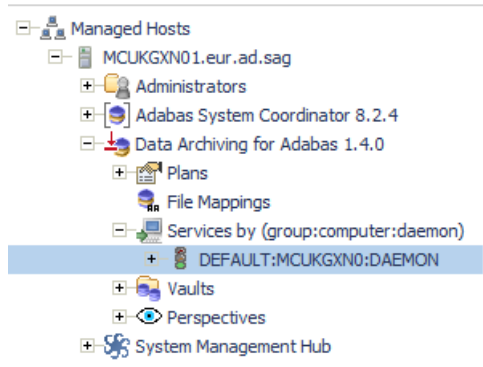 Managed Hosts
MCUKGXN01.eur.ad.sag
Administrators
Adabas System Coordinator 8.2.4
Data Archiving for Adabas 1.4.0
Plans
File Mappings
Services by (group:computer:daemon)
DEFAULT:MCUKGXN0:DAEMON
Vaults
Perspectives
System Management Hub